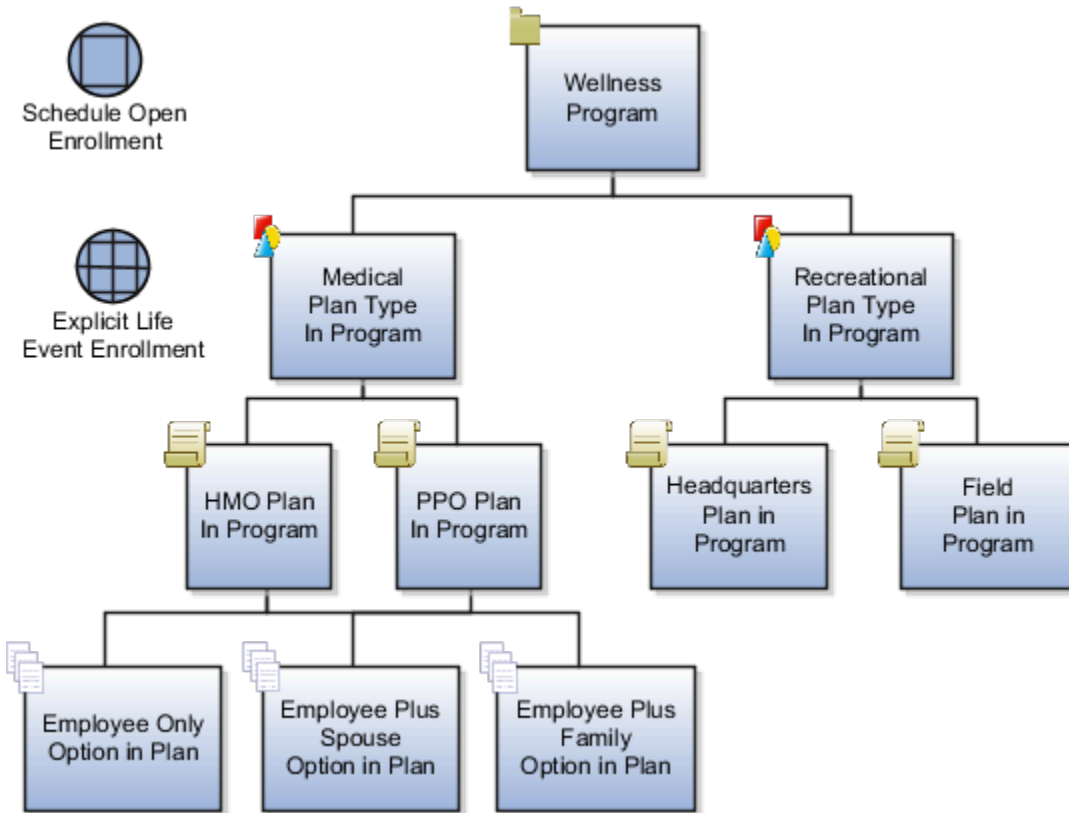 Schedule Open
Enrollment
Wellness
Program
Explicit Life
Event Enrollment
Medical
Plan Type
In Program
Recreational
Plan Type
In Program
HMO Plan
In Program
PPO Plan
In Program
Headquarters
Plan in
Program
Field
Plan in
Program
Employee Only
Option in Plan
Employee Plus
Spouse
Option in Plan
Employee Plus
Family
Option in Plan